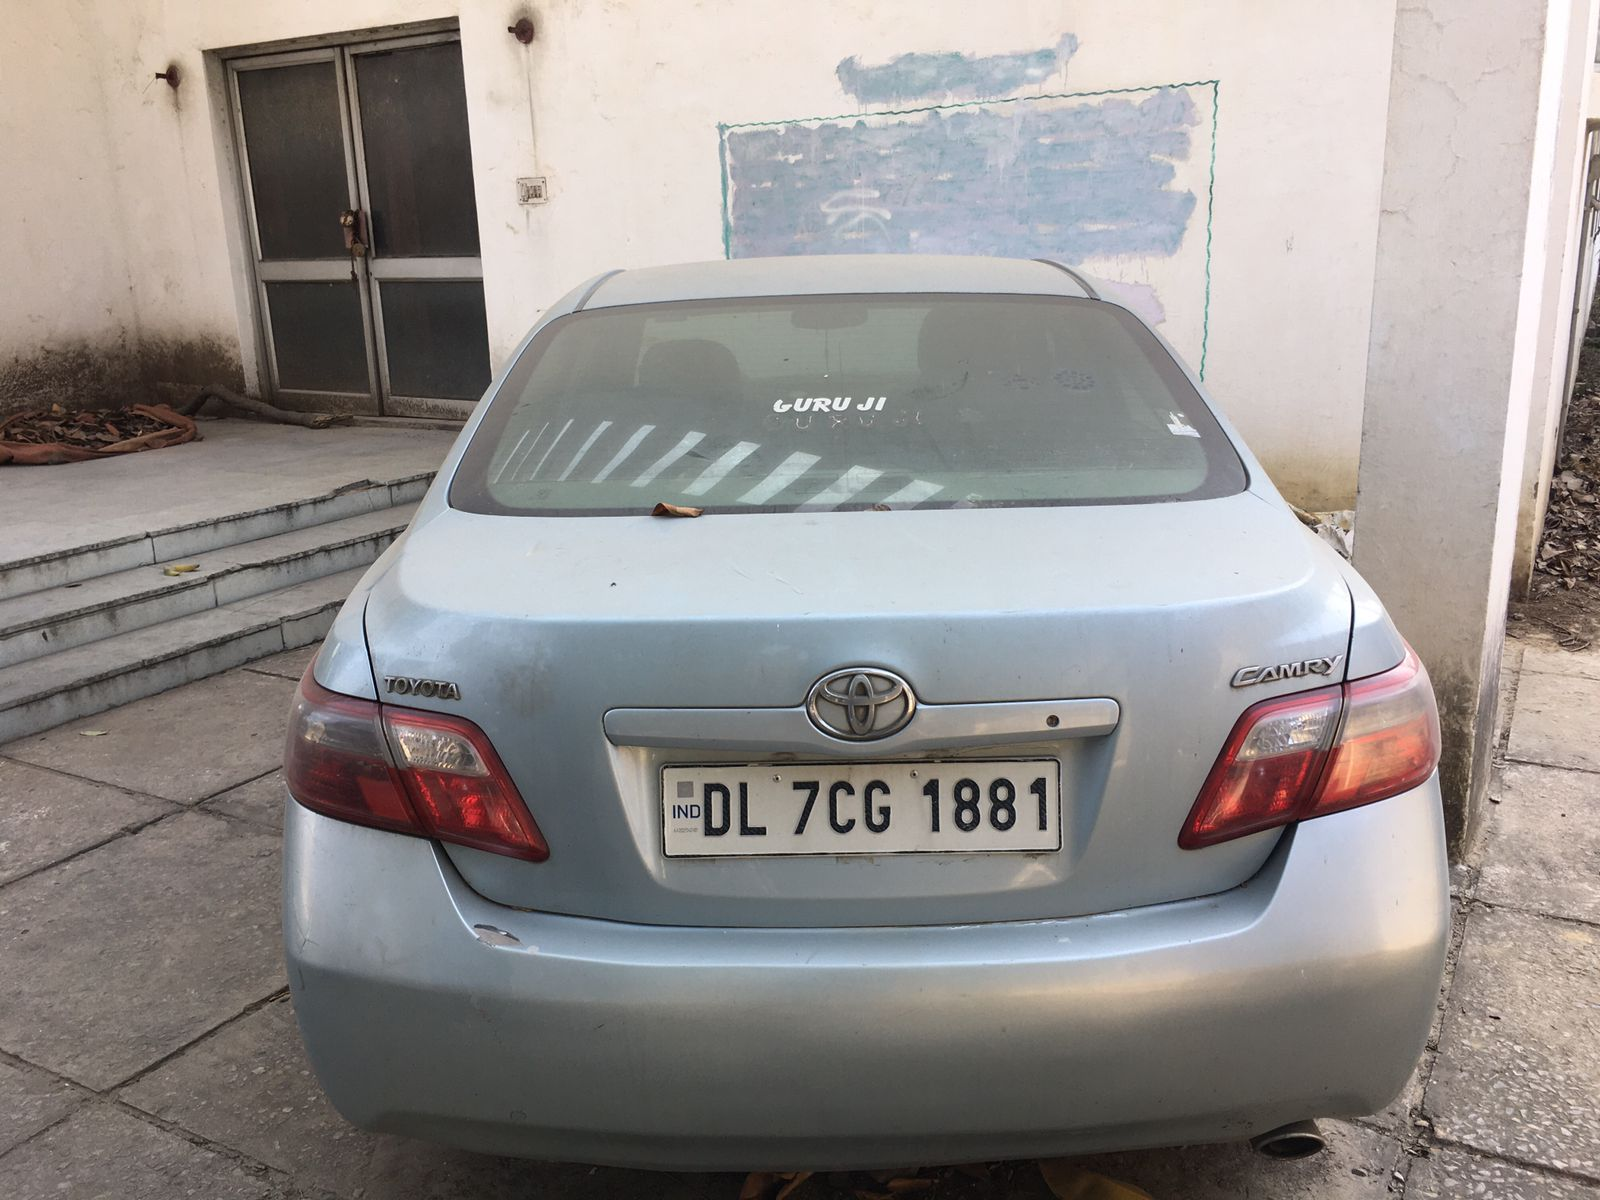 GURU JI
TOYOTA
CAMRY
IND
DL 7CG 1881